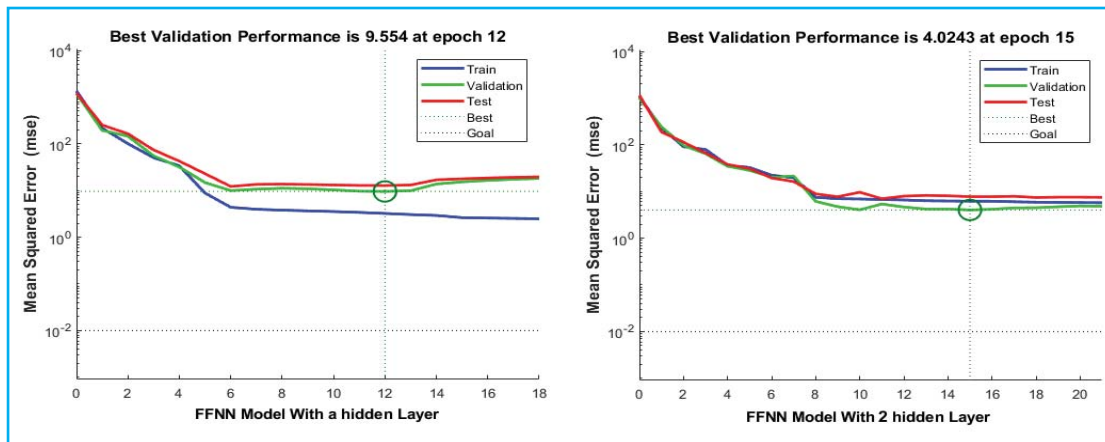 Best Validation Performance is 9.554 at epoch 12
Mean Squared Error (mse)
10^4
10^2
10^0
10^-2
Train
Validation
Test
Best
Goal
0 2 4 6 8 10 12 14 16 18
FFNN Model With a hidden Layer
Best Validation Performance is 4.0243 at epoch 15
Mean Squared Error (mse)
10^4
10^2
10^0
10^-2
Train
Validation
Test
Best
Goal
0 2 4 6 8 10 12 14 16 18 20
FFNN Model With 2 hidden Layer